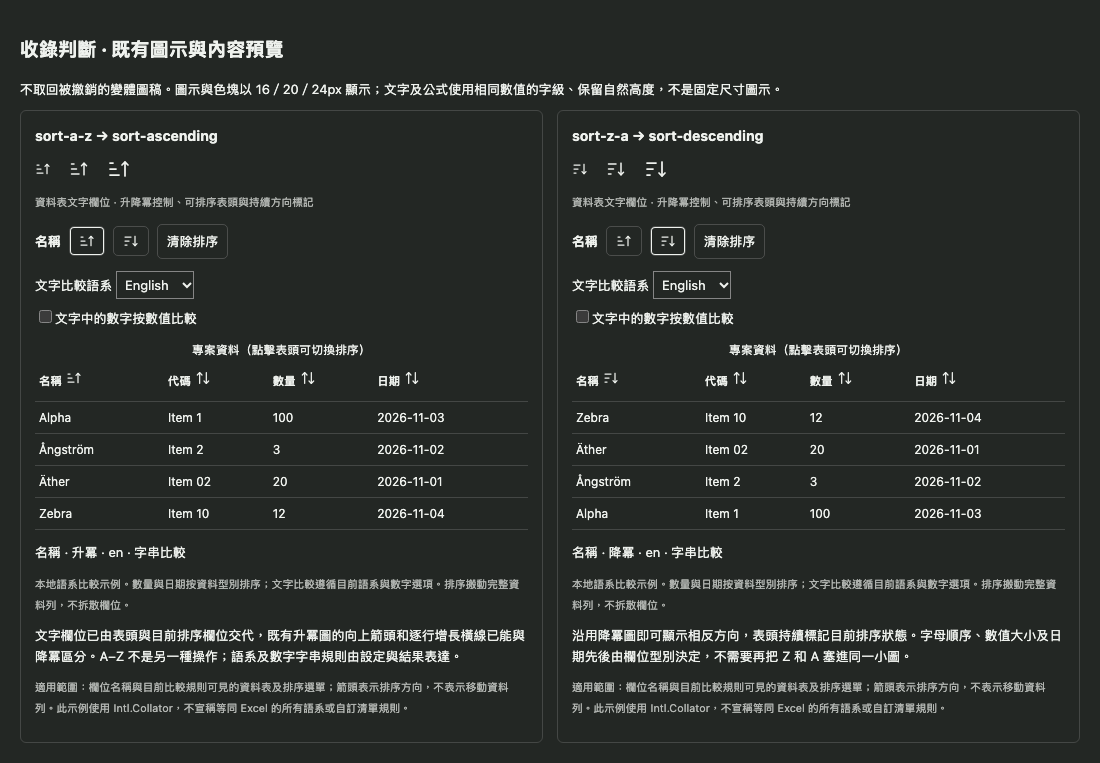 收錄判斷 · 既有圖示與內容預覽
不取回被撤銷的變體圖稿。圖示與色塊以 16 / 20 / 24px 顯示；文字及公式使用相同數值的字級、保留自然高度，不是固定尺寸圖示。
sort-a-z → sort-ascending
資料表文字欄位 · 升降冪控制、可排序表頭與持續方向標記
名稱 清除排序
文字比較語系 English
文字中的數字按數值比較
專案資料（點擊表頭可切換排序）
名稱 代碼 數量 日期
Alpha Item 1 100 2026-11-03
Ångström Item 2 3 2026-11-02
Äther Item 02 20 2026-11-01
Zebra Item 10 12 2026-11-04
名稱 · 升冪 · en · 字串比較
本地語系比較示例。數量與日期按資料型別排序；文字比較遵循目前語系與數字選項。排序搬動完整資
料列，不拆散欄位。
文字欄位已由表頭與目前排序欄位交代，既有升冪圖的向上箭頭和逐行增長橫線已能與
降冪區分。A–Z 不是另一種操作；語系及數字字串規則由設定與結果表達。
適用範圍：欄位名稱與目前比較規則可見的資料表及排序選單；箭頭表示排序方向，不表示移動資料
列。此示例使用 Intl.Collator，不宣稱等同 Excel 的所有語系或自訂清單規則。
sort-z-a → sort-descending
資料表文字欄位 · 升降冪控制、可排序表頭與持續方向標記
名稱 清除排序
文字比較語系 English
文字中的數字按數值比較
專案資料（點擊表頭可切換排序）
名稱 代碼 數量 日期
Zebra Item 10 12 2026-11-04
Äther Item 02 20 2026-11-01
Ångström Item 2 3 2026-11-02
Alpha Item 1 100 2026-11-03
名稱 · 降冪 · en · 字串比較
本地語系比較示例。數量與日期按資料型別排序；文字比較遵循目前語系與數字選項。排序搬動完整資
料列，不拆散欄位。
沿用降冪圖即可顯示相反方向，表頭持續標記目前排序狀態。字母順序、數值大小及日
期先後由欄位型別決定，不需要再把 Z 和 A 塞進同一小圖。
適用範圍：欄位名稱與目前比較規則可見的資料表及排序選單；箭頭表示排序方向，不表示移動資料
列。此示例使用 Intl.Collator，不宣稱等同 Excel 的所有語系或自訂清單規則。